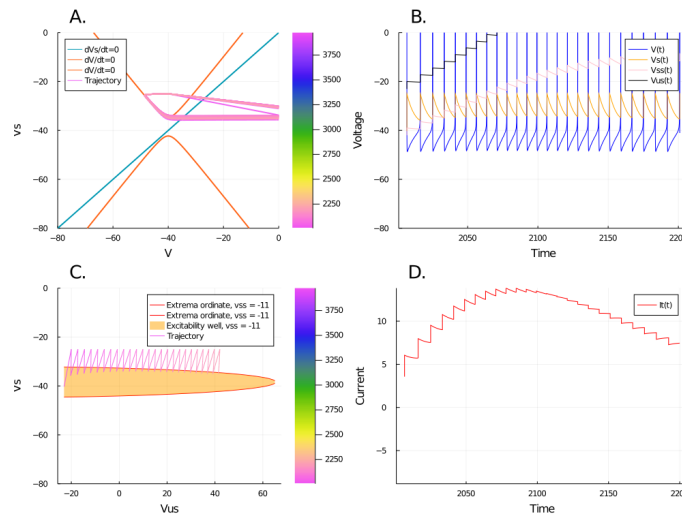 A.
B.
0
-20
-40
-60
-80
vs
-80
-60
-40
-20
0
V
dVs/dt=0
dV/dt=0
dV/dt=0
Trajectory
3750
3500
3250
3000
2750
2500
2250
0
-20
-40
-60
-80
Voltage
2050
2100
2150
2200
Time
V(t)
Vs(t)
Vss(t)
Vus(t)
C.
D.
0
-20
-40
-60
-80
vs
-20
0
20
40
60
Vus
Extrema ordinate, vss = -11
Extrema ordinate, vss = -11
Excitability well, vss = -11
Trajectory
3750
3500
3250
3000
2750
2500
2250
10
5
0
-5
Current
2050
2100
2150
2200
Time
It(t)